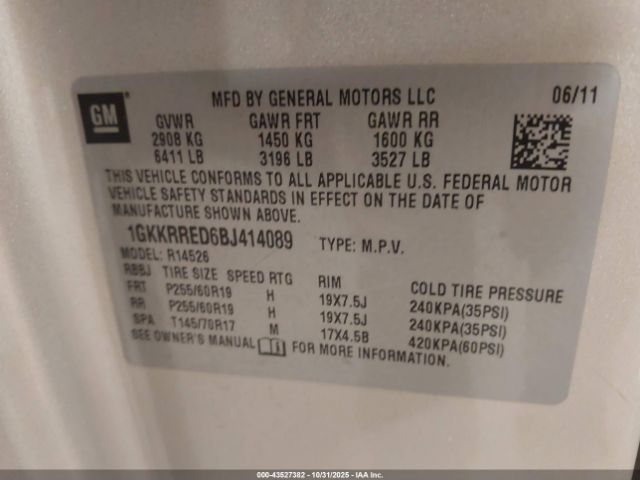 GM
MFD BY GENERAL MOTORS LLC 06/11
GVWR GAWR FRT GAWR RR
2908 KG 1450 KG 1600 KG
6411 LB 3196 LB 3527 LB
THIS VEHICLE CONFORMS TO ALL APPLICABLE U.S. FEDERAL MOTOR
VEHICLE SAFETY STANDARDS IN EFFECT ON THE DATE OF
MANUFACTURE SHOWN ABOVE.
1GKKRRED6BJ414089 TYPE: M.P.V.
MODEL: R14526
RBBJ TIRE SIZE SPEED RTG RIM COLD TIRE PRESSURE
FRT P255/60R19 H 19X7.5J 240KPA(35PSI)
RR P255/60R19 H 19X7.5J 240KPA(35PSI)
SPA T145/70R17 M 17X4.5B 420KPA(60PSI)
SEE OWNER'S MANUAL FOR MORE INFORMATION.
000-43527382 - 10/31/2025 - IAA Inc.